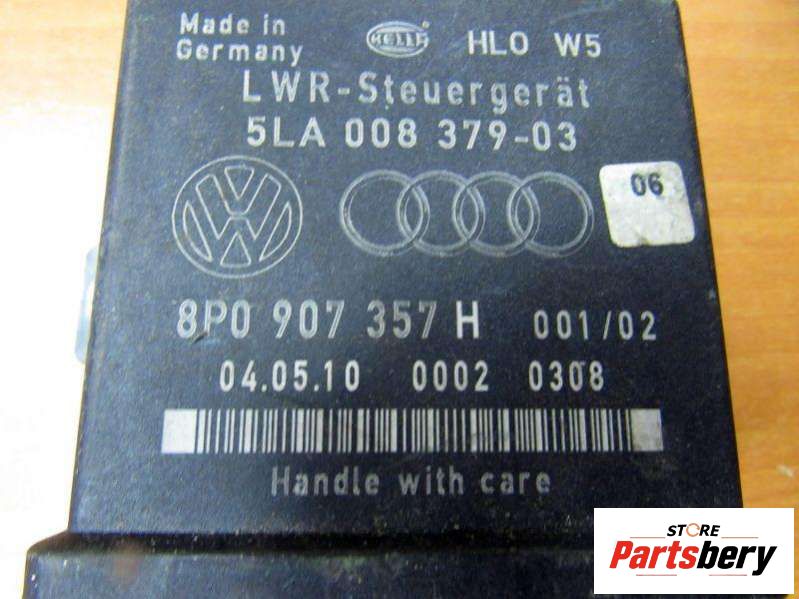 Made in
Germany
HELLA
HLO W5
LWR-Steuergerät
5LA 008 379-03
VW
06
8P0 907 357 H 001/02
04.05.10 0002 0308
Handle with care
STORE
Partsbery